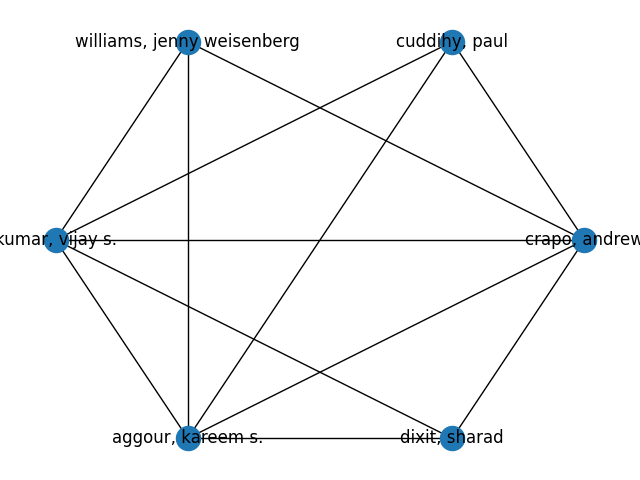 williams, jenny weisenberg
cuddihy, paul
kumar, vijay s.
crapo, andrew
aggour, kareem s.
dixit, sharad